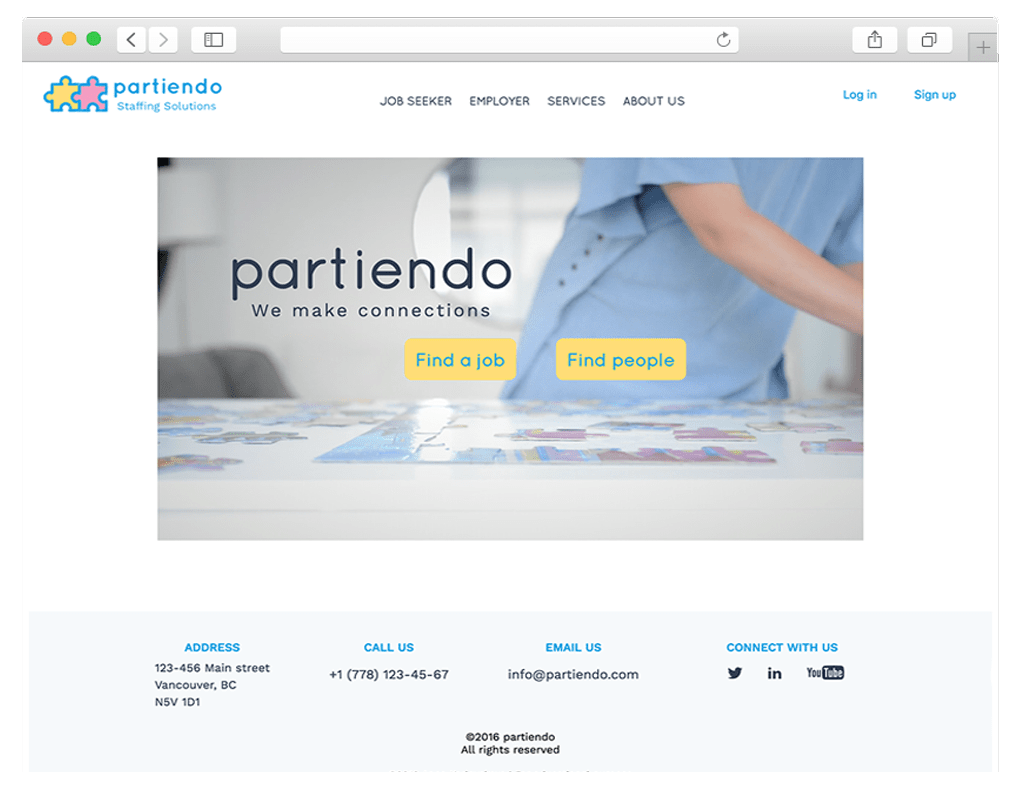 partiendo
Staffing Solutions
JOB SEEKER EMPLOYER SERVICES ABOUT US
Log in Sign up
partiendo
We make connections
Find a job Find people
ADDRESS
123-456 Main street
Vancouver, BC
N5V 1D1
CALL US
+1 (778) 123-45-67
EMAIL US
info@partiendo.com
CONNECT WITH US
in YouTube
©2016 partiendo
All rights reserved